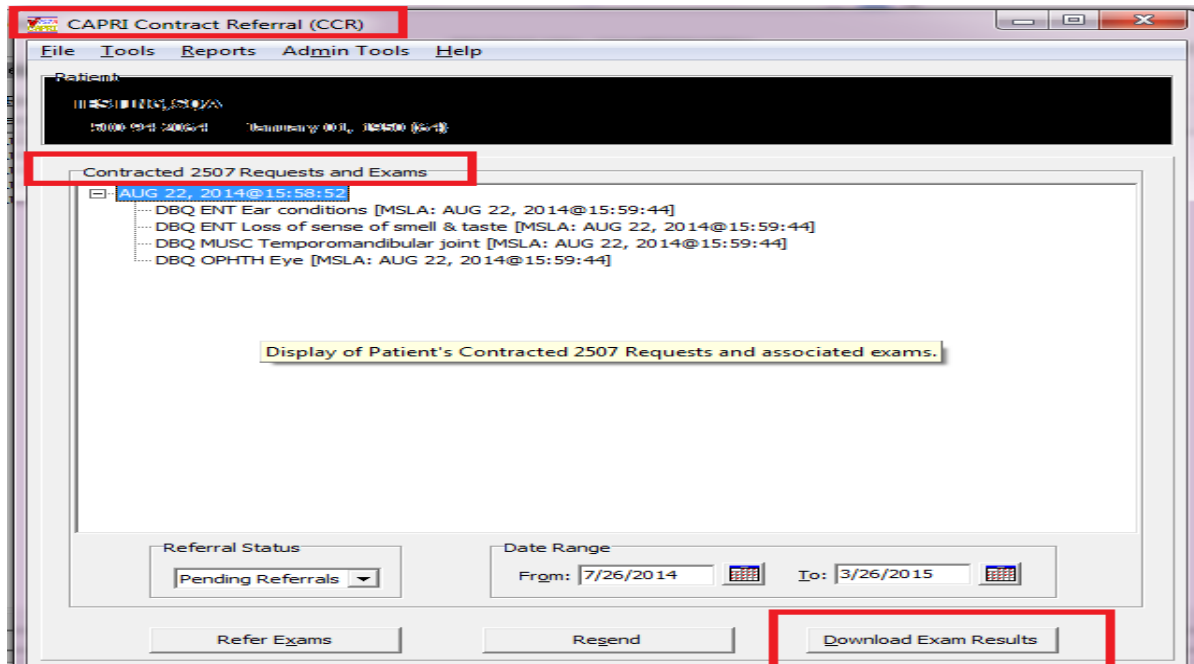 CAPRI Contract Referral (CCR)
File Tools Reports Admin Tools Help
Patient
Contracted 2507 Requests and Exams
AUG 22, 2014@15:58:52
DBQ ENT Ear conditions [MSLA: AUG 22, 2014@15:59:44]
DBQ ENT Loss of sense of smell & taste [MSLA: AUG 22, 2014@15:59:44]
DBQ MUSC Temporomandibular joint [MSLA: AUG 22, 2014@15:59:44]
DBQ OPHTH Eye [MSLA: AUG 22, 2014@15:59:44]
Display of Patient's Contracted 2507 Requests and associated exams.
Referral Status
Pending Referrals
Date Range
From: 7/26/2014 To: 3/26/2015
Refer Exams Resend Download Exam Results